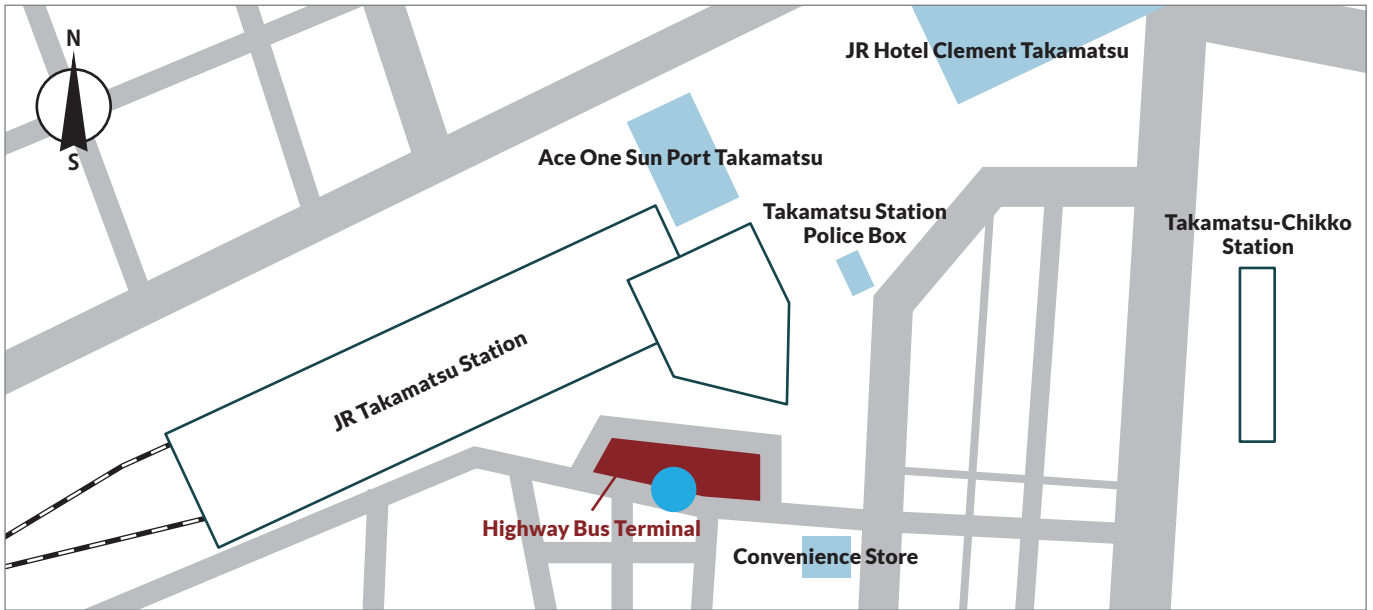 N
S
JR Hotel Clement Takamatsu
Ace One Sun Port Takamatsu
Takamatsu Station
Police Box
Takamatsu-Chikko
Station
JR Takamatsu Station
Highway Bus Terminal
Convenience Store